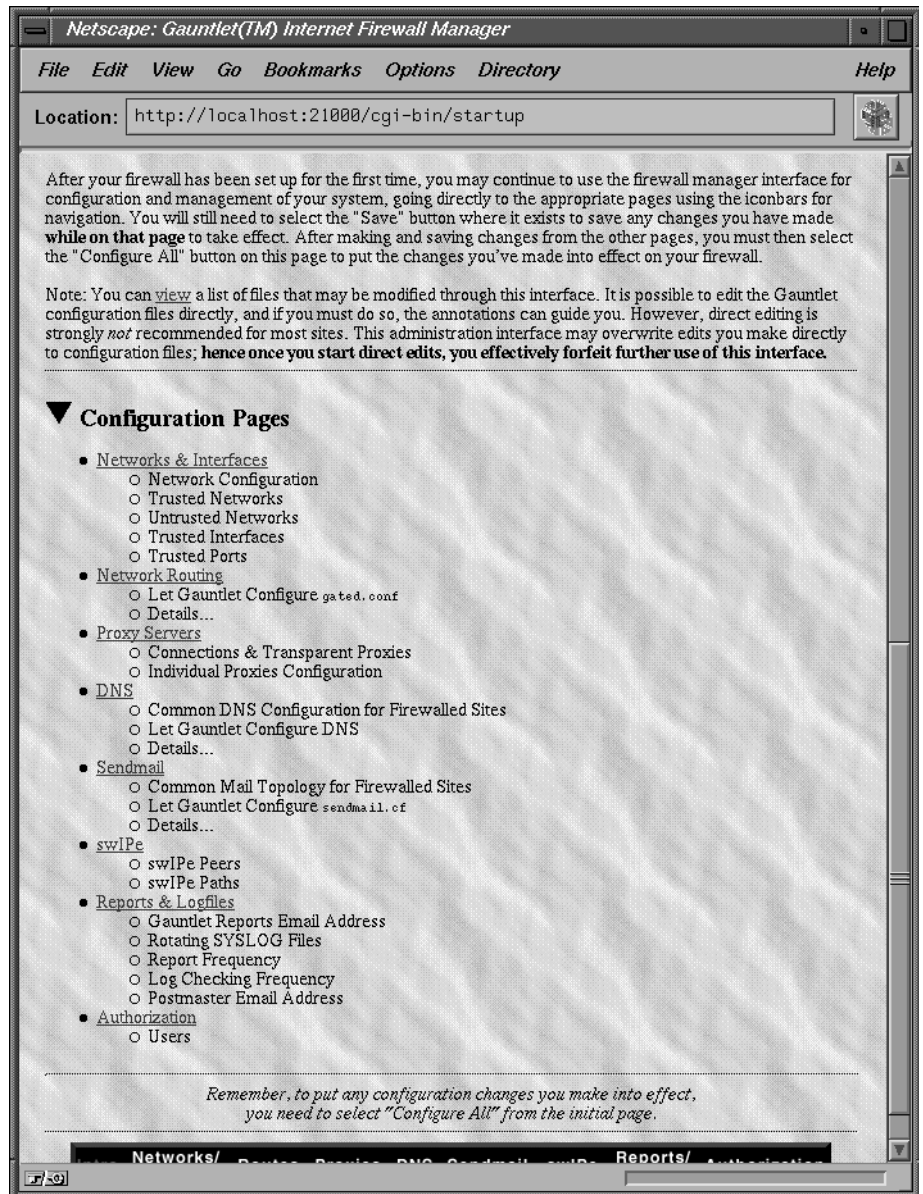 Netscape: Gauntlet(TM) Internet Firewall Manager
File Edit View Go Bookmarks Options Directory Help
Location: http://localhost:21000/cgi-bin/startup
After your firewall has been set up for the first time, you may continue to use the firewall manager interface for
configuration and management of your system, going directly to the appropriate pages using the iconbars for
navigation. You will still need to select the "Save" button where it exists to save any changes you have made
while on that page to take effect. After making and saving changes from the other pages, you must then select
the "Configure All" button on this page to put the changes you've made into effect on your firewall.
Note: You can view a list of files that may be modified through this interface. It is possible to edit the Gauntlet
configuration files directly, and if you must do so, the annotations can guide you. However, direct editing is
strongly not recommended for most sites. This administration interface may overwrite edits you make directly
to configuration files; hence once you start direct edits, you effectively forfeit further use of this interface.
Configuration Pages
Networks & Interfaces
Network Configuration
Trusted Networks
Untrusted Networks
Trusted Interfaces
Trusted Ports
Network Routing
Let Gauntlet Configure gated.conf
Details...
Proxy Servers
Connections & Transparent Proxies
Individual Proxies Configuration
DNS
Common DNS Configuration for Firewalled Sites
Let Gauntlet Configure DNS
Details...
Sendmail
Common Mail Topology for Firewalled Sites
Let Gauntlet Configure sendmail.cf
Details...
swIPe
swIPe Peers
swIPe Paths
Reports & Logfiles
Gauntlet Reports Email Address
Rotating SYSLOG Files
Report Frequency
Log Checking Frequency
Postmaster Email Address
Authorization
Users
Remember, to put any configuration changes you make into effect,
you need to select "Configure All" from the initial page.
Networks/ Routes Proxies DNS Sendmail swIPe Reports/ Authorization